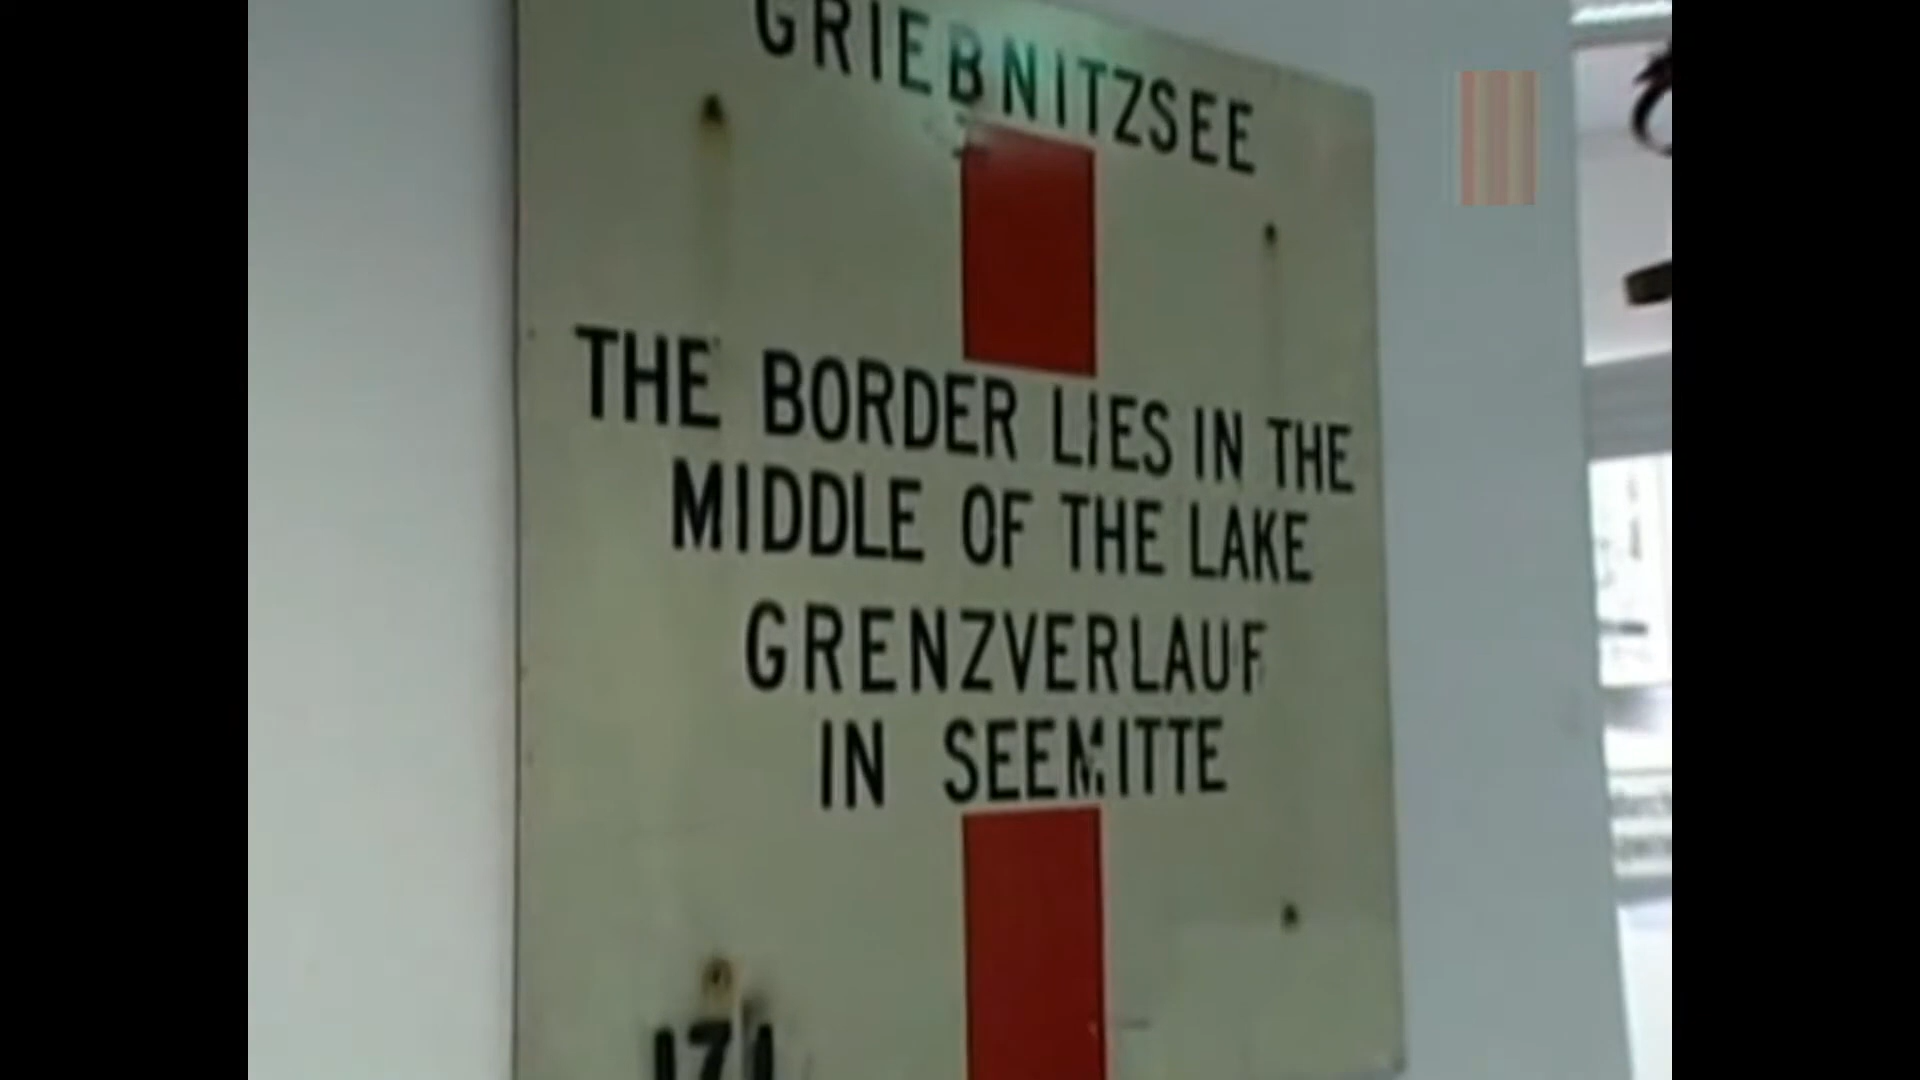 GRIEBNITZSEE
THE BORDER LIES IN THE
MIDDLE OF THE LAKE
GRENZVERLAUF
IN SEEMITTE